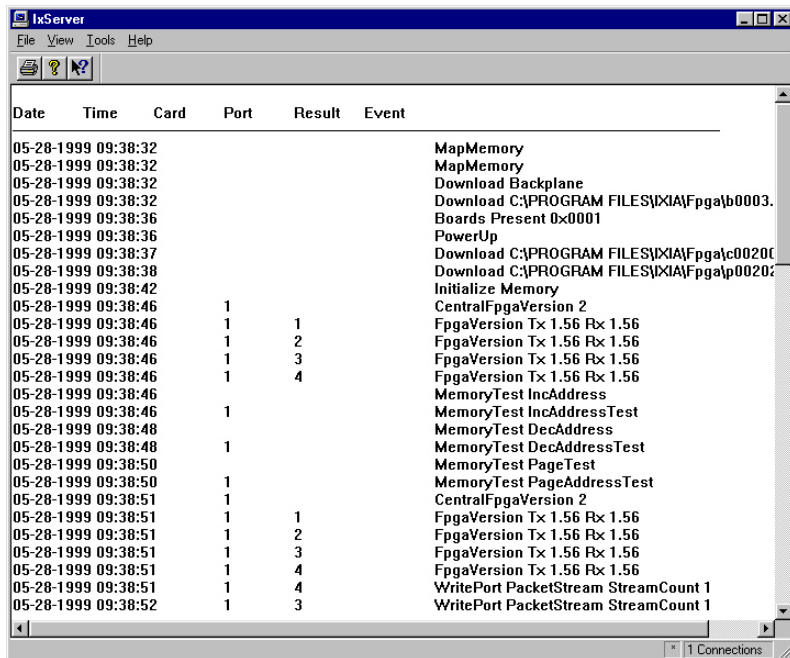 IxServer
File View Tools Help
Date Time Card Port Result Event
05-28-1999 09:38:32 MapMemory
05-28-1999 09:38:32 MapMemory
05-28-1999 09:38:32 Download Backplane
05-28-1999 09:38:32 Download C:\PROGRAM FILES\IXIA\Fpga\b0003.
05-28-1999 09:38:36 Boards Present 0x0001
05-28-1999 09:38:36 PowerUp
05-28-1999 09:38:37 Download C:\PROGRAM FILES\IXIA\Fpga\c0020
05-28-1999 09:38:38 Download C:\PROGRAM FILES\IXIA\Fpga\p0020
05-28-1999 09:38:42 Initialize Memory
05-28-1999 09:38:46 1 CentralFpgaVersion 2
05-28-1999 09:38:46 1 1 FpgaVersion Tx 1.56 Rx 1.56
05-28-1999 09:38:46 1 2 FpgaVersion Tx 1.56 Rx 1.56
05-28-1999 09:38:46 1 3 FpgaVersion Tx 1.56 Rx 1.56
05-28-1999 09:38:46 1 4 FpgaVersion Tx 1.56 Rx 1.56
05-28-1999 09:38:46 MemoryTest IncAddress
05-28-1999 09:38:46 1 MemoryTest IncAddressTest
05-28-1999 09:38:48 MemoryTest DecAddress
05-28-1999 09:38:48 1 MemoryTest DecAddressTest
05-28-1999 09:38:50 MemoryTest PageTest
05-28-1999 09:38:50 1 MemoryTest PageAddressTest
05-28-1999 09:38:51 1 CentralFpgaVersion 2
05-28-1999 09:38:51 1 1 FpgaVersion Tx 1.56 Rx 1.56
05-28-1999 09:38:51 1 2 FpgaVersion Tx 1.56 Rx 1.56
05-28-1999 09:38:51 1 3 FpgaVersion Tx 1.56 Rx 1.56
05-28-1999 09:38:51 1 4 FpgaVersion Tx 1.56 Rx 1.56
05-28-1999 09:38:51 1 4 WritePort PacketStream StreamCount 1
05-28-1999 09:38:52 1 3 WritePort PacketStream StreamCount 1
* 1 Connections